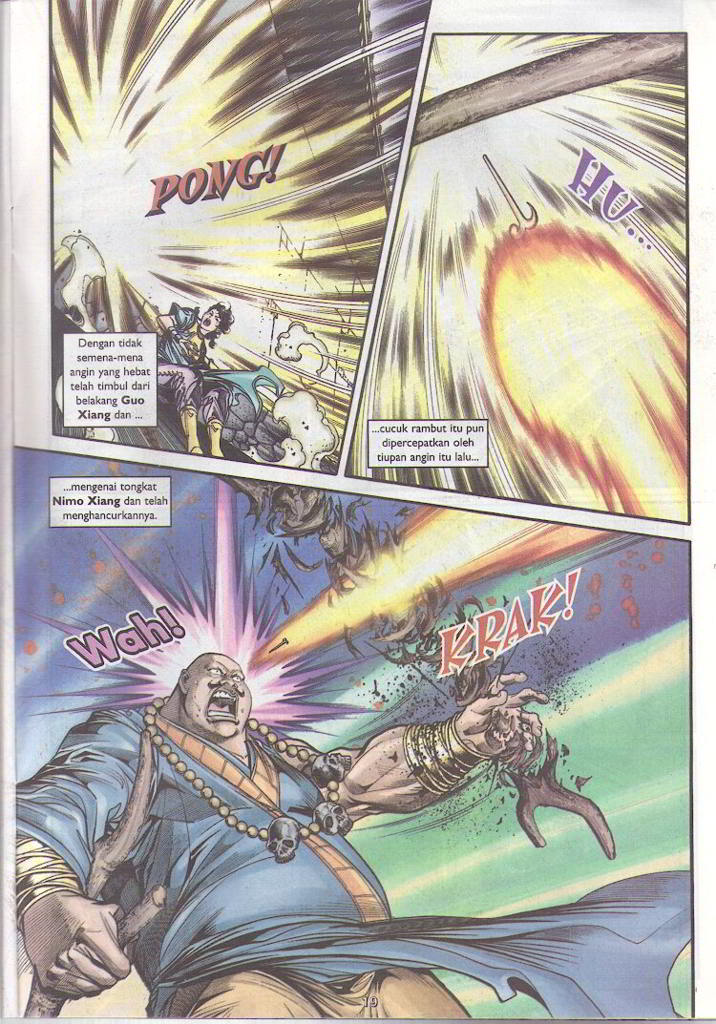 PONG!
Dengan tidak
semena-mena
angin yang hebat
telah timbul dari
belakang Guo
Xiang dan ...
HU...
...cucuk rambut itu pun
dipercepatkan oleh
tiupan angin itu lalu...
...mengenai tongkat
Nimo Xiang dan telah
menghancurkannya.
Wah!
KRAK!
19